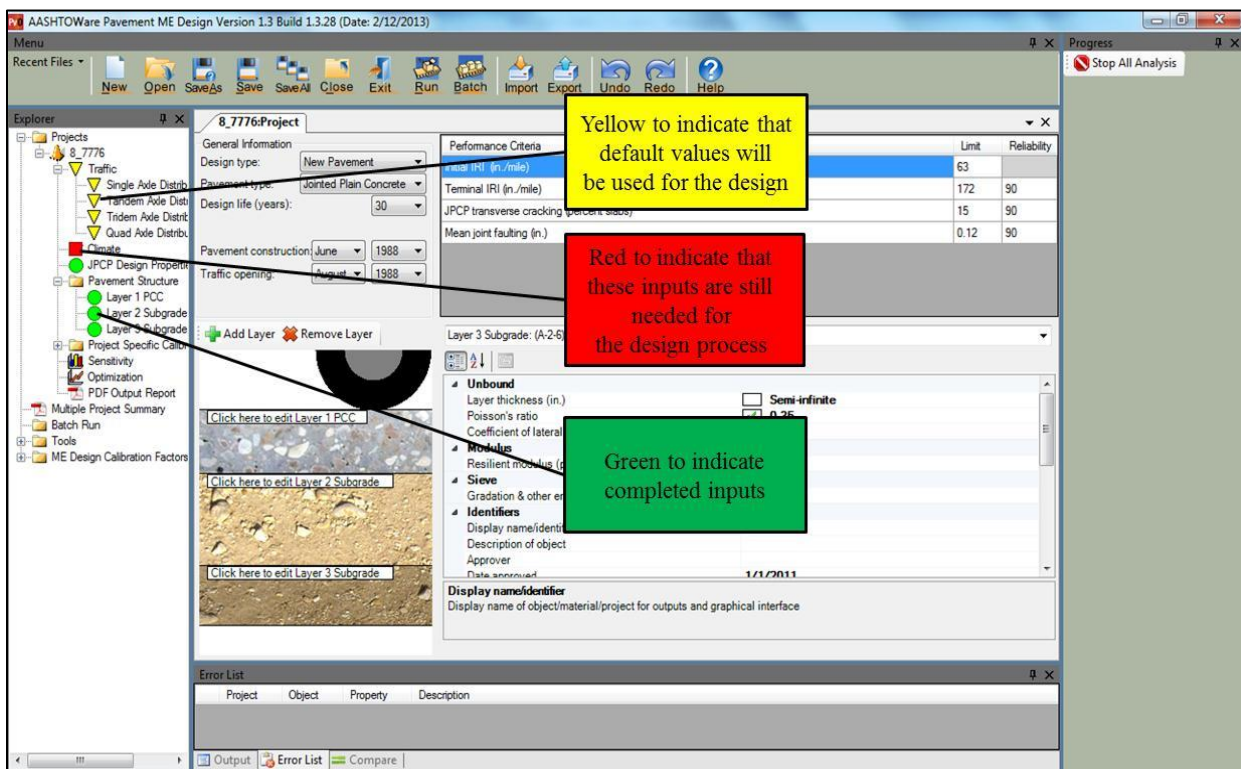 AASHTOWare Pavement ME Design Version 1.3 Build 1.3.28 (Date: 2/12/2013)
Menu
Recent Files
New Open SaveAs Save SaveAll Close Exit Run Batch Import Export Undo Redo Help
Progress
Stop All Analysis
Explorer
Projects
8_7776
Traffic
Single Axle Distrib
Tandem Axle Distr
Tridem Axle Distrib
Quad Axle Distribu
Climate
JPCP Design Propertie
Pavement Structure
Layer 1 PCC
Layer 2 Subgrade
Layer 3 Subgrade
Project Specific Calibr
Sensitivity
Optimization
PDF Output Report
Multiple Project Summary
Batch Run
Tools
ME Design Calibration Factors
8_7776:Project
General Information
Design type: New Pavement
Pavement type: Jointed Plain Concrete
Design life (years): 30
Pavement construction: June 1988
Traffic opening: August 1988
Performance Criteria Limit Reliability
Initial IRI (in./mile) 63
Terminal IRI (in./mile) 172 90
JPCP transverse cracking (percent slabs) 15 90
Mean joint faulting (in.) 0.12 90
Yellow to indicate that
default values will
be used for the design
Red to indicate that
these inputs are still
needed for
the design process
Green to indicate
completed inputs
Add Layer Remove Layer
Click here to edit Layer 1 PCC
Click here to edit Layer 2 Subgrade
Click here to edit Layer 3 Subgrade
Layer 3 Subgrade: (A-2-6)
Unbound
Layer thickness (in.) Semi-infinite
Poisson's ratio 0.35
Coefficient of lateral
Modulus
Resilient modulus (p
Sieve
Gradation & other en
Identifiers
Display name/identif
Description of object
Approver
Date approved 1/1/2011
Display name/identifier
Display name of object/material/project for outputs and graphical interface
Error List
Project Object Property Description
Output Error List Compare